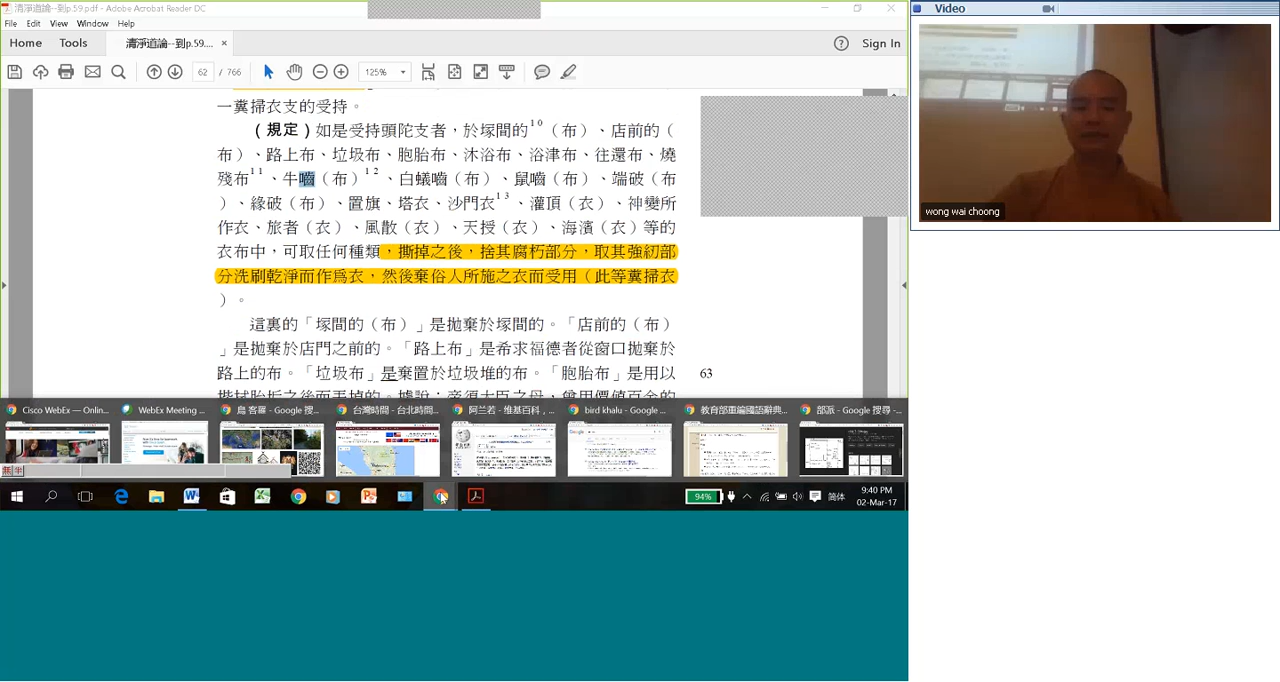 清淨道論--到p.59.pdf - Adobe Acrobat Reader DC
File Edit View Window Help
Home Tools 清淨道論--到p.59.... × Sign In
62 / 766 125%
一糞掃衣支的受持。
（規定）如是受持頭陀支者，於塚間的10（布）、店前的（
布）、路上布、垃圾布、胞胎布、沐浴布、浴津布、往還布、燒
殘布11、牛嚙（布）12、白蟻嚙（布）、鼠嚙（布）、端破（布
）、緣破（布）、置旗、塔衣、沙門衣13、灌頂（衣）、神變所
作衣、旅者（衣）、風散（衣）、天授（衣）、海濱（衣）等的
衣布中，可取任何種類，撕掉之後，捨其腐朽部分，取其強紉部
分洗刷乾淨而作爲衣，然後棄俗人所施之衣而受用（此等糞掃衣
）。
這裏的「塚間的（布）」是拋棄於塚間的。「店前的（布）
」是拋棄於店門之前的。「路上布」是希求福德者從窗口拋棄於
路上的布。「垃圾布」是棄置於垃圾堆的布。「胞胎布」是用以
63
Cisco WebEx — Onlin... WebEx Meeting ... 鳥 客羅 - Google 搜... 台灣時間 - 台北時間... 阿兰若 - 维基百科，... bird khalu - Google ... 教育部重編國語辭典... 部派 - Google 搜尋 -...
94% 简体 9:40 PM
02-Mar-17
Video
wong wai choong